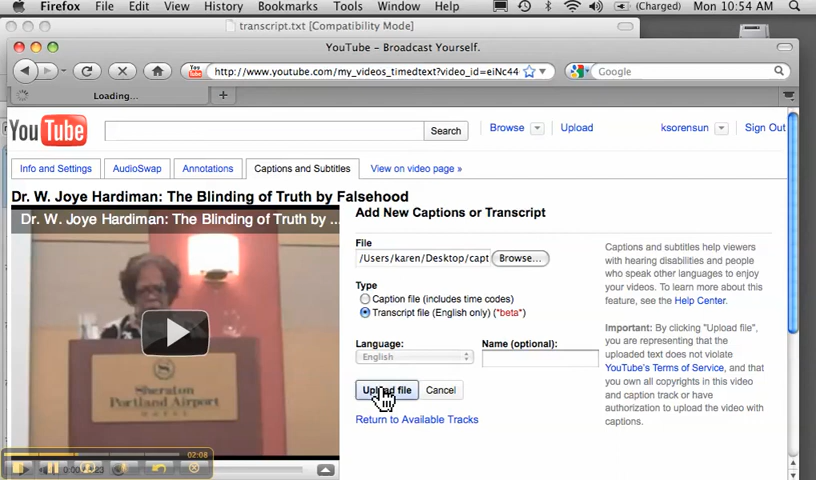 Firefox File Edit View History Bookmarks Tools Window Help (Charged) Mon 10:54 AM
transcript.txt [Compatibility Mode]
YouTube - Broadcast Yourself.
You Tube http://www.youtube.com/my_videos_timedtext?video_id=eiNc44 Google
Loading...
YouTube Search Browse Upload ksorensun Sign Out
Info and Settings AudioSwap Annotations Captions and Subtitles View on video page »
Dr. W. Joye Hardiman: The Blinding of Truth by Falsehood
Dr. W. Joye Hardiman: The Blinding of Truth by ...
Sheraton
Portland Airport
HOTEL
02:08
Add New Captions or Transcript
File
/Users/karen/Desktop/capt Browse...
Type
Caption file (includes time codes)
Transcript file (English only) (*beta*)
Language: Name (optional):
English
Upload file Cancel
Return to Available Tracks
Captions and subtitles help viewers
with hearing disabilities and people
who speak other languages to enjoy
your videos. To learn more about this
feature, see the Help Center.
Important: By clicking "Upload file",
you are representing that the
uploaded text does not violate
YouTube's Terms of Service, and that
you own all copyrights in this video
and caption track or have
authorization to upload the video with
captions.